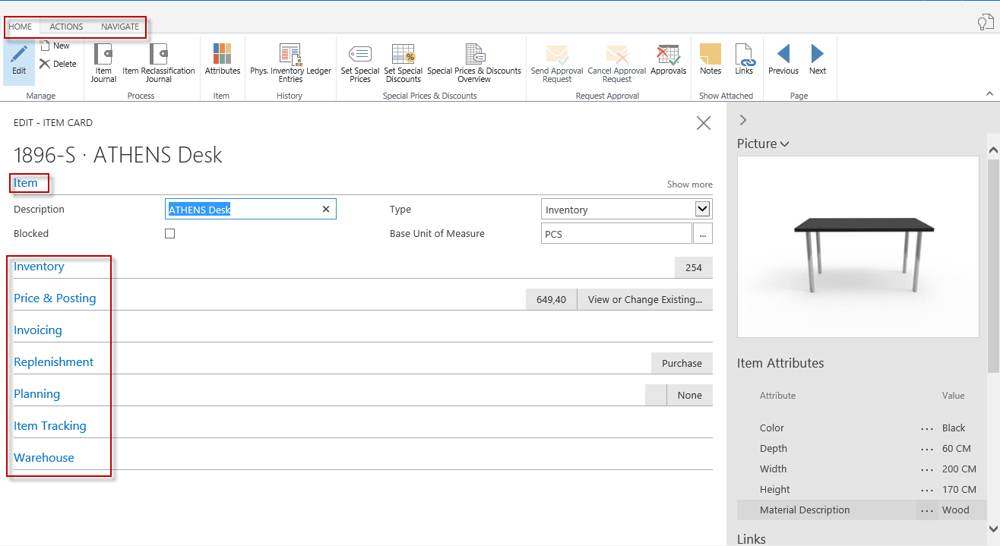 HOME ACTIONS NAVIGATE
Edit
New
Delete
Manage
Item
Journal
Item Reclassification
Journal
Process
Attributes
Item
Phys. Inventory Ledger
Entries
History
Set Special
Prices
Set Special
Discounts
Special Prices & Discounts
Overview
Special Prices & Discounts
Send Approval
Request
Cancel Approval
Request
Approvals
Request Approval
Notes
Links
Show Attached
Previous
Next
Page
EDIT - ITEM CARD
1896-S · ATHENS Desk
Item
Show more
Description ATHENS Desk
Type Inventory
Blocked
Base Unit of Measure PCS ...
Inventory 254
Price & Posting 649,40 View or Change Existing...
Invoicing
Replenishment Purchase
Planning None
Item Tracking
Warehouse
Picture
Item Attributes
Attribute Value
Color ... Black
Depth ... 60 CM
Width ... 200 CM
Height ... 170 CM
Material Description ... Wood
Links